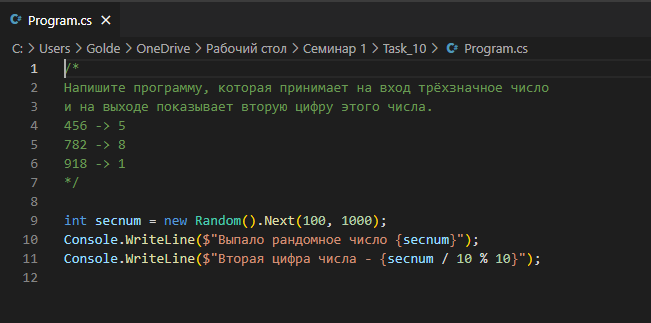 C# Program.cs ×
C: > Users > Golde > OneDrive > Рабочий стол > Семинар 1 > Task_10 > C# Program.cs
1 /*
2 Напишите программу, которая принимает на вход трёхзначное число
3 и на выходе показывает вторую цифру этого числа.
4 456 -> 5
5 782 -> 8
6 918 -> 1
7 */
8
9 int secnum = new Random().Next(100, 1000);
10 Console.WriteLine($"Выпало рандомное число {secnum}");
11 Console.WriteLine($"Вторая цифра числа - {secnum / 10 % 10}");
12